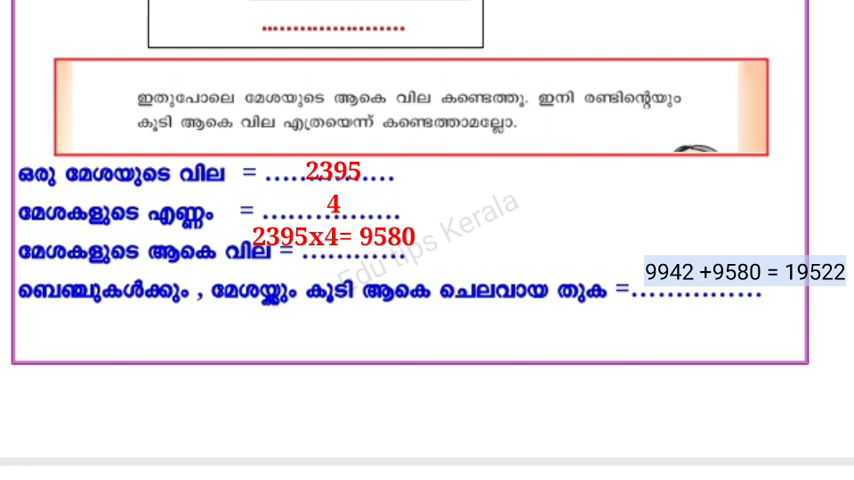 .......................
ഇതുപോലെ മേശയുടെ ആകെ വില കണ്ടെത്തൂ. ഇനി രണ്ടിന്റെയും
കൂടി ആകെ വില എത്രയെന്ന് കണ്ടെത്താമല്ലോ.
ഒരു മേശയുടെ വില = ............... 2395
മേശകളുടെ എണ്ണം = ................ 4
മേശകളുടെ ആകെ വില = ............ 2395x4= 9580
ബെഞ്ചുകൾക്കും , മേശയ്ക്കും കൂടി ആകെ ചെലവായ തുക =............... 9942 +9580 = 19522
Edu tips Kerala